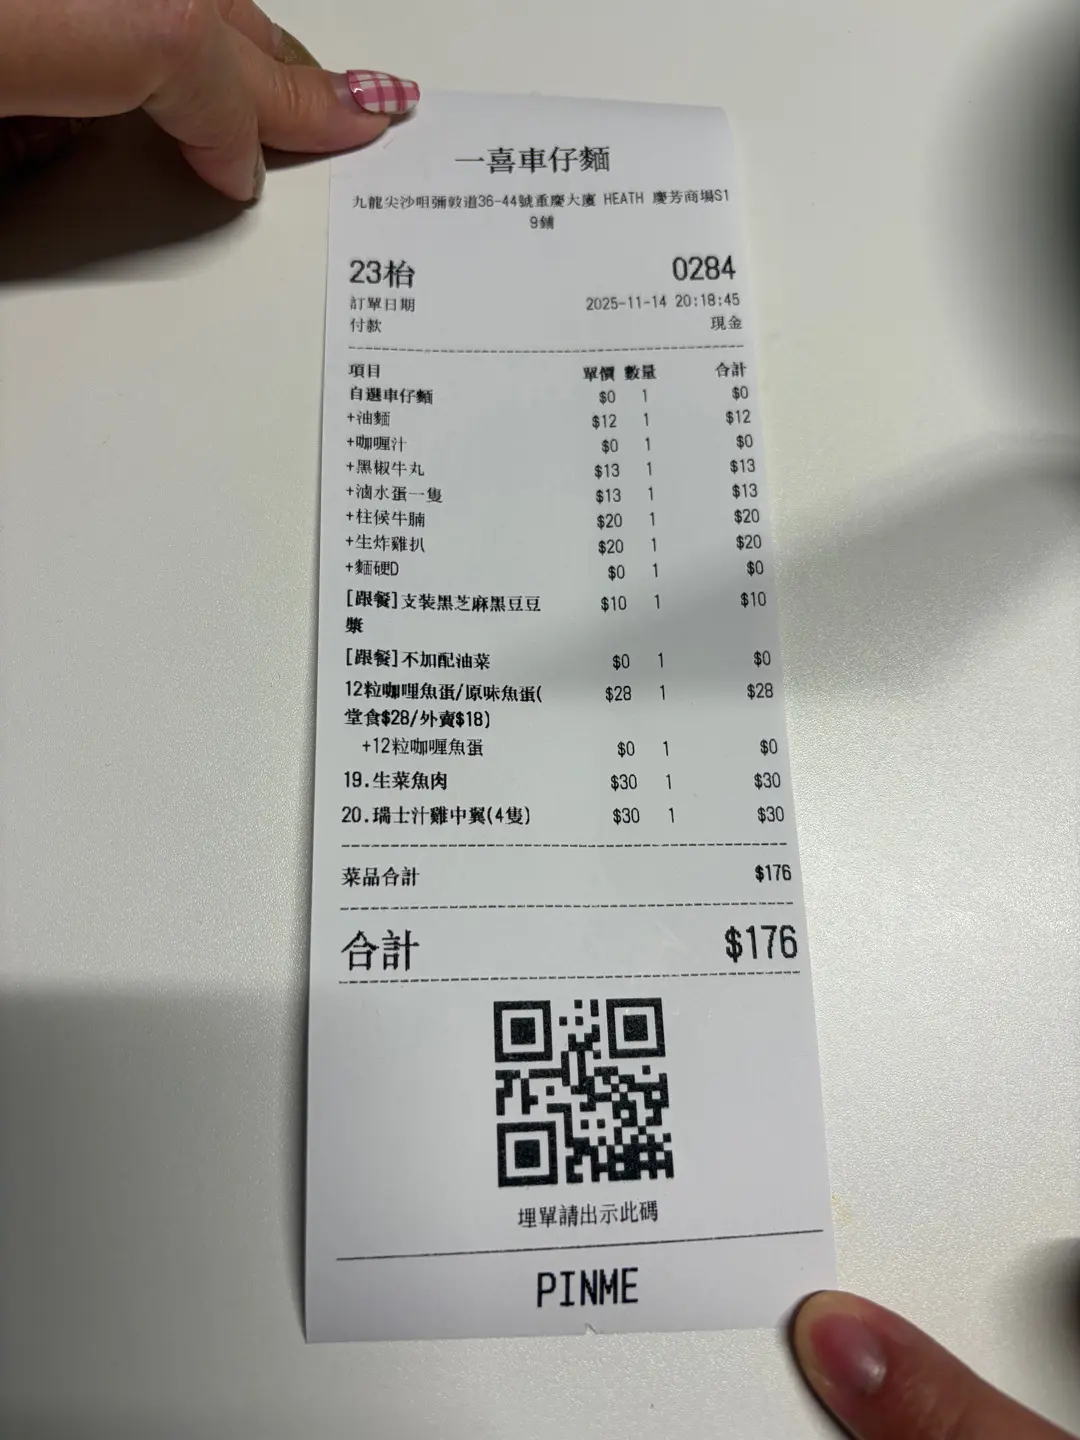 一喜車仔麵
九龍尖沙咀彌敦道36-44號重慶大廈 HEATH 慶芳商場S1
9鋪
23枱 0284
訂單日期 2025-11-14 20:18:45
付款 現金
項目 單價 數量 合計
自選車仔麵 $0 1 $0
+油麵 $12 1 $12
+咖喱汁 $0 1 $0
+黑椒牛丸 $13 1 $13
+滷水蛋一隻 $13 1 $13
+柱候牛腩 $20 1 $20
+生炸雞扒 $20 1 $20
+麵硬D $0 1 $0
[跟餐]支裝黑芝麻黑豆豆 $10 1 $10
漿
[跟餐]不加配油菜 $0 1 $0
12粒咖哩魚蛋/原味魚蛋( $28 1 $28
堂食$28/外賣$18)
+12粒咖喱魚蛋 $0 1 $0
19.生菜魚肉 $30 1 $30
20.瑞士汁雞中翼(4隻) $30 1 $30
菜品合計 $176
合計 $176
埋單請出示此碼
PINME